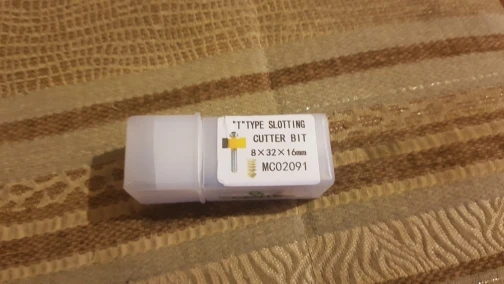 "T"TYPE SLOTTING
CUTTER BIT
8×32×16mm
MC02091